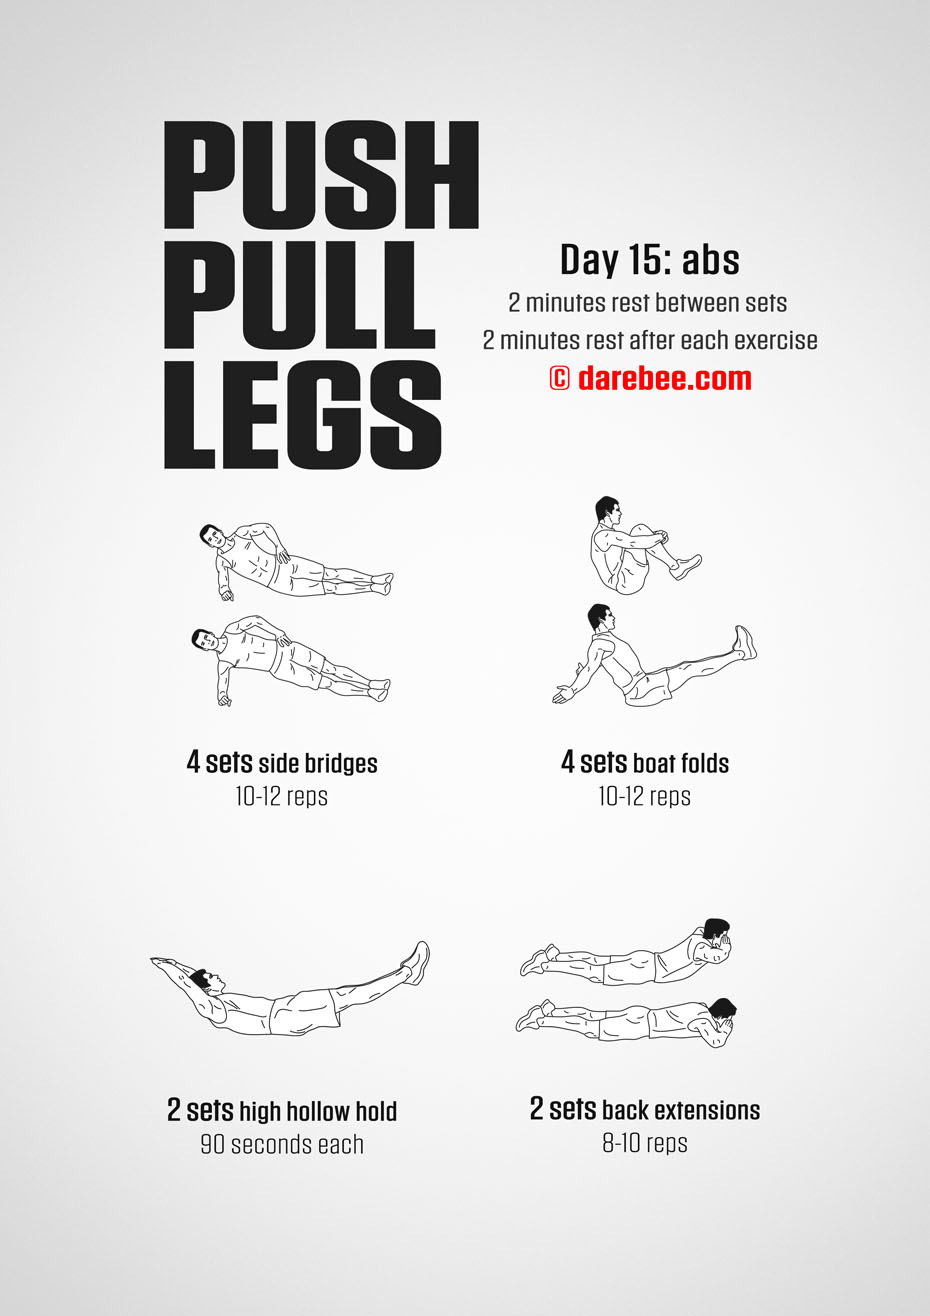 PUSH
PULL
LEGS
Day 15: abs
2 minutes rest between sets
2 minutes rest after each exercise
© darebee.com
4 sets side bridges
10-12 reps
4 sets boat folds
10-12 reps
2 sets high hollow hold
90 seconds each
2 sets back extensions
8-10 reps